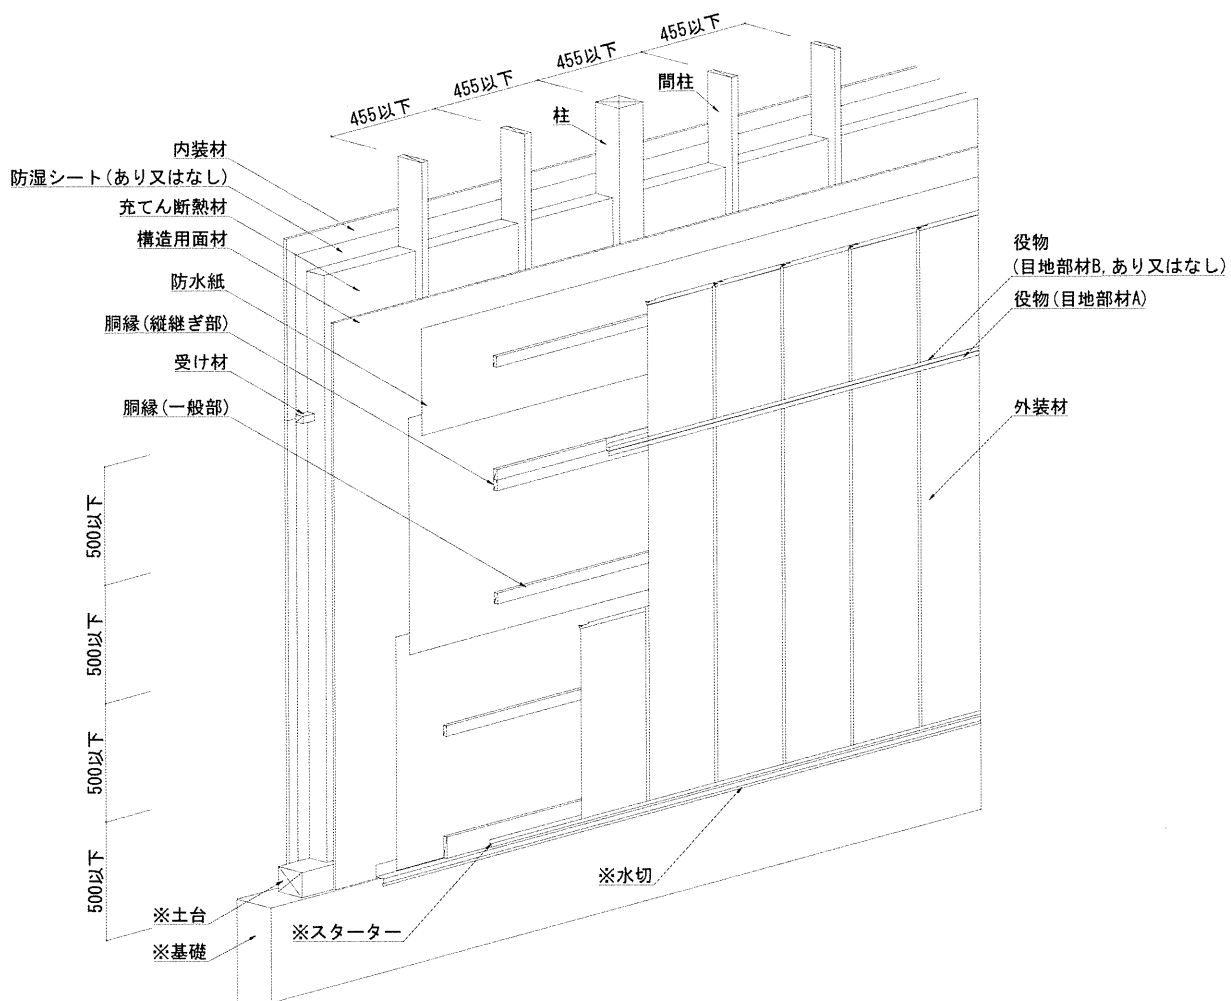 455以下
455以下
455以下
455以下
間柱
柱
内装材
防湿シート(あり又はなし)
充てん断熱材
構造用面材
防水紙
胴縁(縦継ぎ部)
受け材
胴縁(一般部)
役物
(目地部材B,あり又はなし)
役物(目地部材A)
外装材
500以下
500以下
500以下
500以下
※水切
※土台
※スターター
※基礎